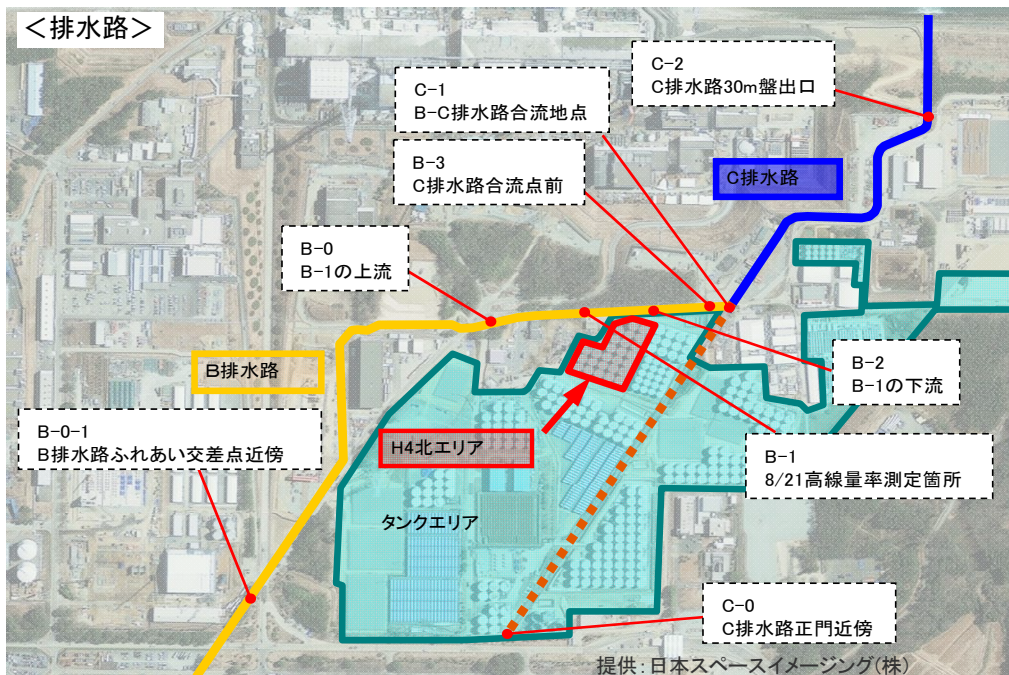 <排水路>
C-2
C排水路30m盤出口
C-1
B-C排水路合流地点
B-3
C排水路合流点前
C排水路
B-0
B-1の上流
B排水路
B-2
B-1の下流
B-0-1
B排水路ふれあい交差点近傍
H4北エリア
B-1
8/21高線量率測定箇所
タンクエリア
C-0
C排水路正門近傍
提供:日本スペースイメージング(株)